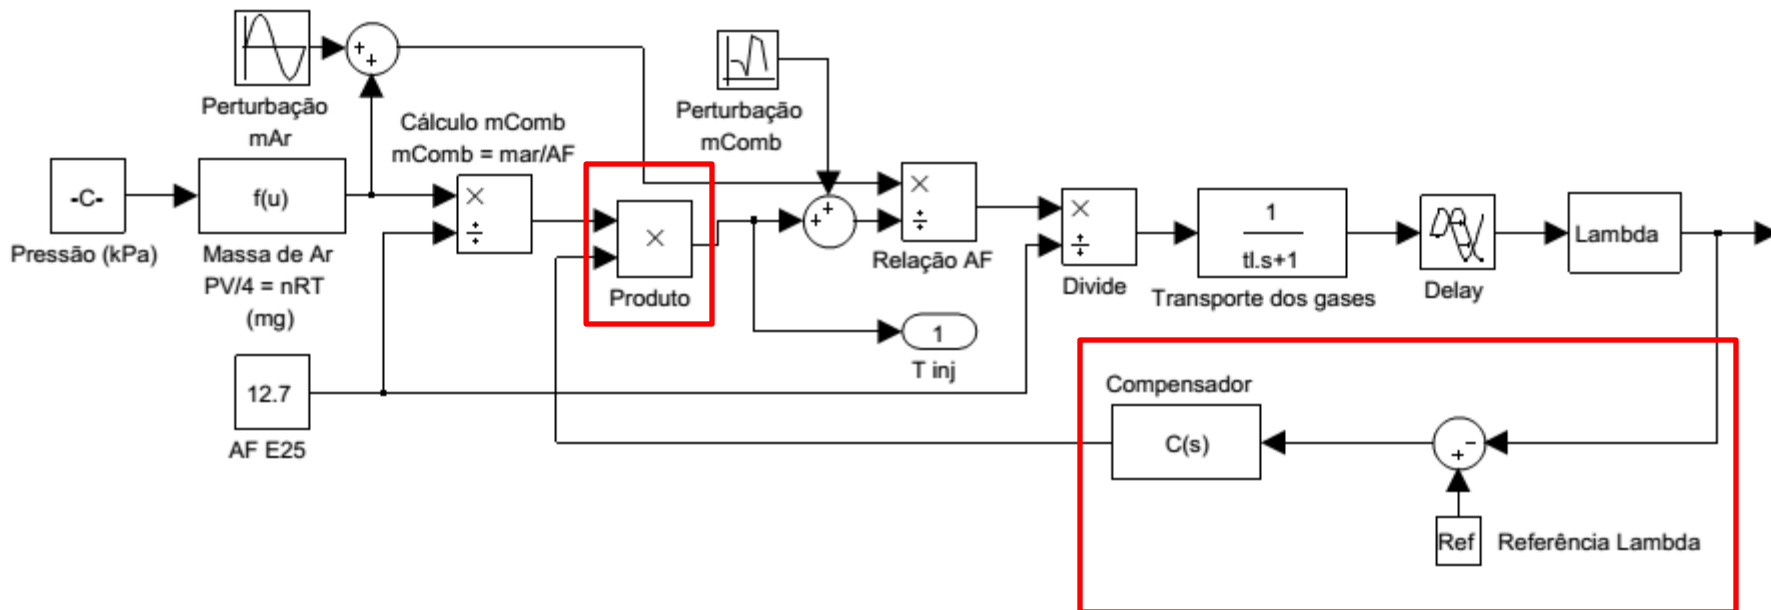 Perturbação
mAr
Perturbação
mComb
Cálculo mComb
mComb = mar/AF
-C-
Pressão (kPa)
f(u)
Massa de Ar
PV/4 = nRT
(mg)
×
÷
×
Produto
+
+
+
+
×
÷
Relação AF
×
÷
Divide
1
tl.s+1
Transporte dos gases
Delay
Lambda
1
T inj
12.7
AF E25
Compensador
C(s)
−
+
Ref
Referência Lambda